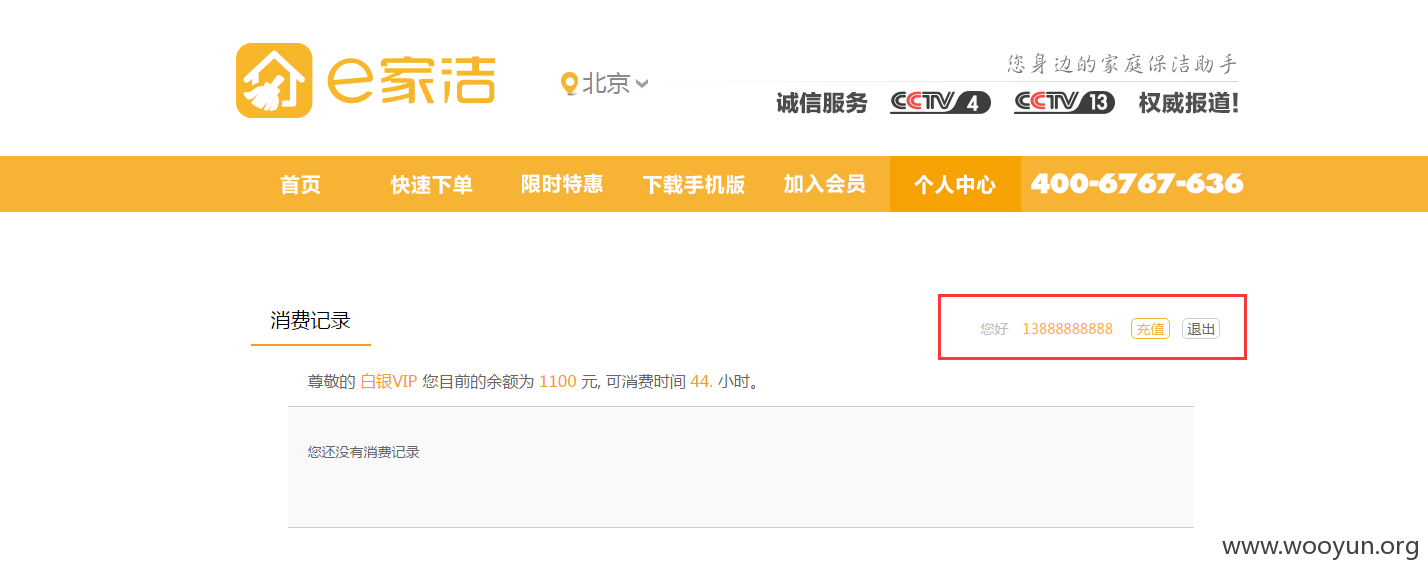 e家洁
北京
您身边的家庭保洁助手
诚信服务 CCTV 4 CCTV 13 权威报道!
首页 快速下单 限时特惠 下载手机版 加入会员 个人中心 400-6767-636
消费记录
您好 13888888888 充值 退出
尊敬的 白银VIP 您目前的余额为 1100 元, 可消费时间 44. 小时。
您还没有消费记录
www.wooyun.org